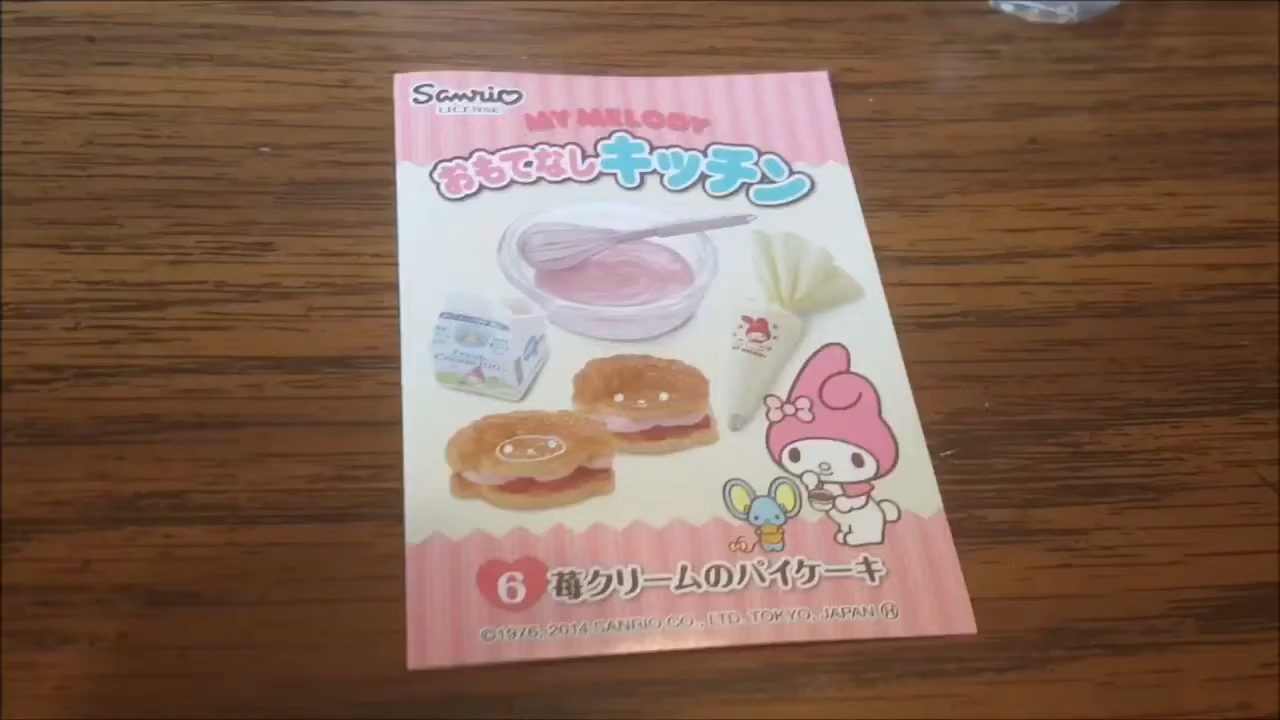 Sanrio
LICENSE
MY MELODY
おもてなしキッチン
6 苺クリームのパイケーキ
©1976, 2014 SANRIO CO., LTD. TOKYO, JAPAN Ⓗ